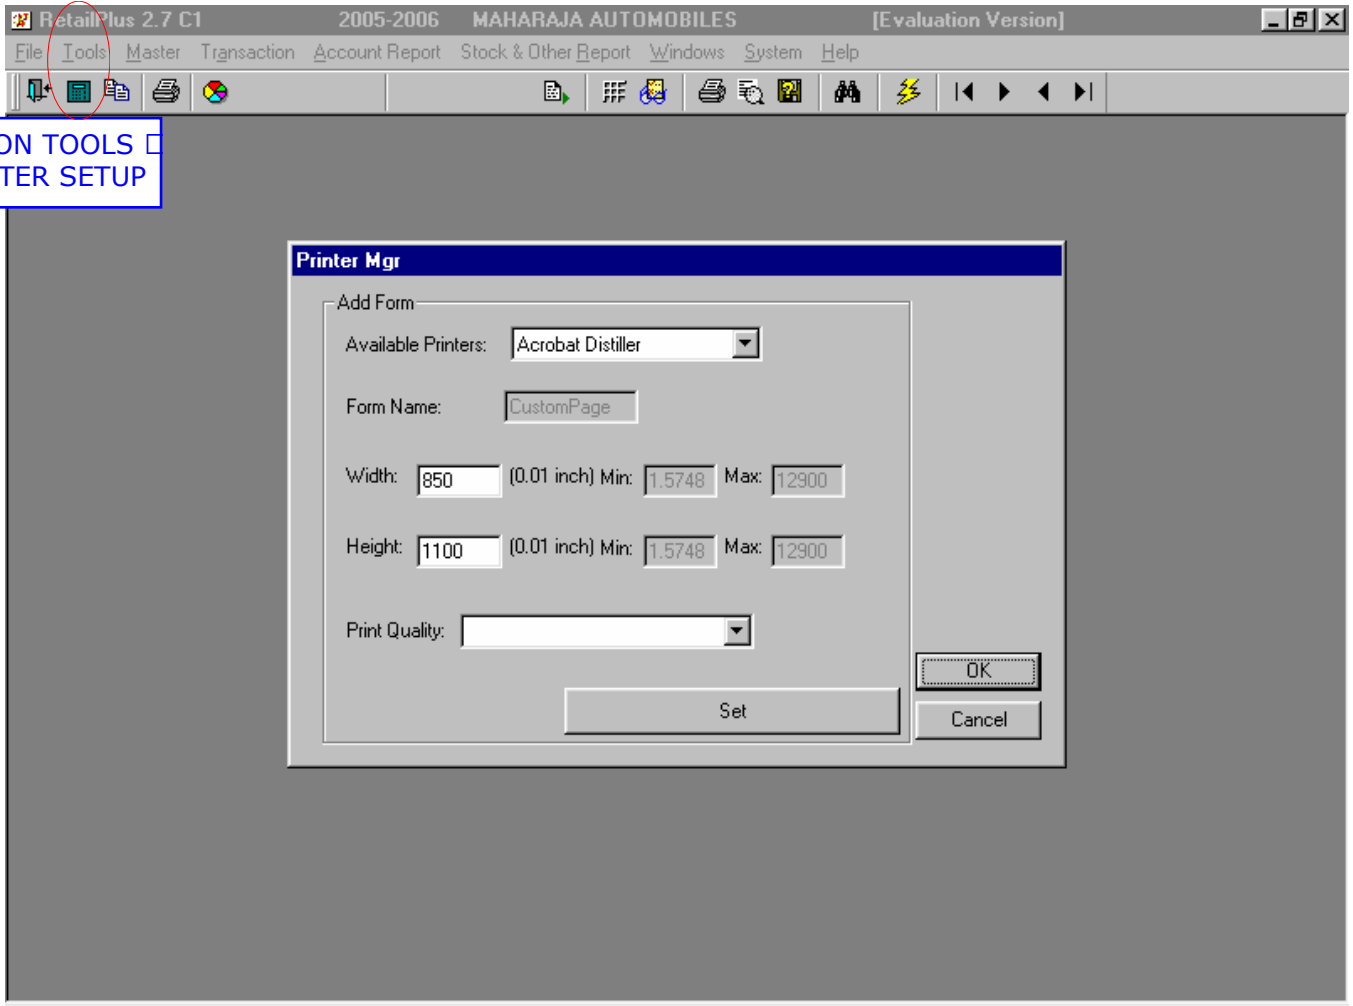 RetailPlus 2.7 C1 2005-2006 MAHARAJA AUTOMOBILES [Evaluation Version]
File Tools Master Transaction Account Report Stock & Other Report Windows System Help
ON TOOLS
TER SETUP
Printer Mgr
Add Form
Available Printers: Acrobat Distiller
Form Name: CustomPage
Width: 850 (0.01 inch) Min: 1.5748 Max: 12900
Height: 1100 (0.01 inch) Min: 1.5748 Max: 12900
Print Quality:
OK
Set
Cancel